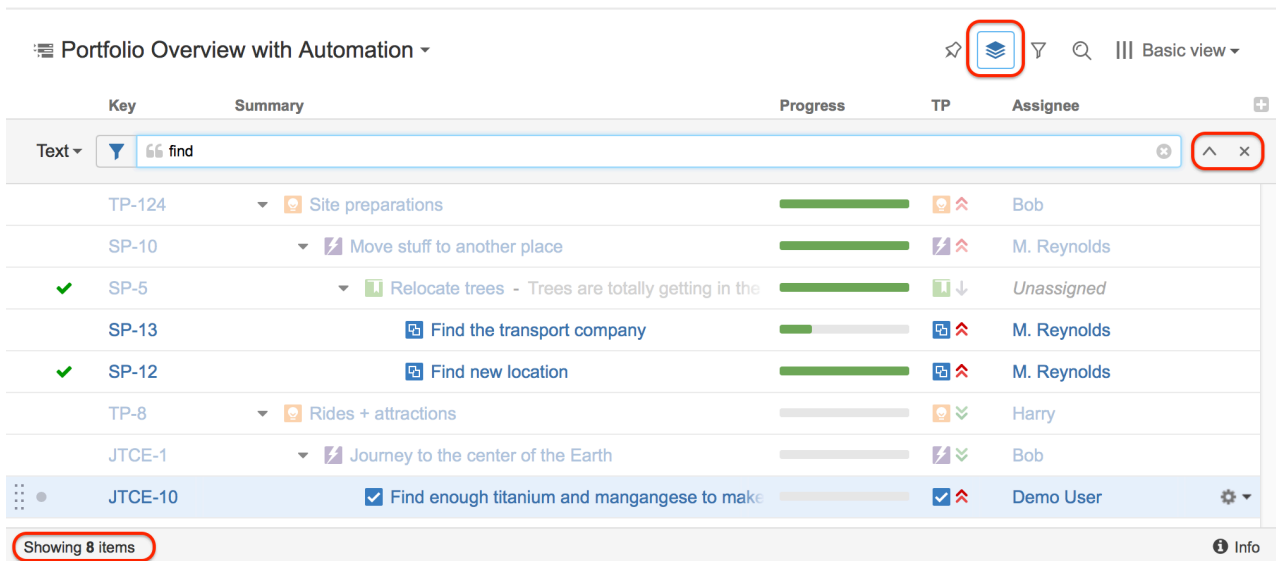 Portfolio Overview with Automation Basic view
Key Summary Progress TP Assignee
Text find
TP-124 Site preparations Bob
SP-10 Move stuff to another place M. Reynolds
SP-5 Relocate trees - Trees are totally getting in the Unassigned
SP-13 Find the transport company M. Reynolds
SP-12 Find new location M. Reynolds
TP-8 Rides + attractions Harry
JTCE-1 Journey to the center of the Earth Bob
JTCE-10 Find enough titanium and mangangese to make Demo User
Showing 8 items Info